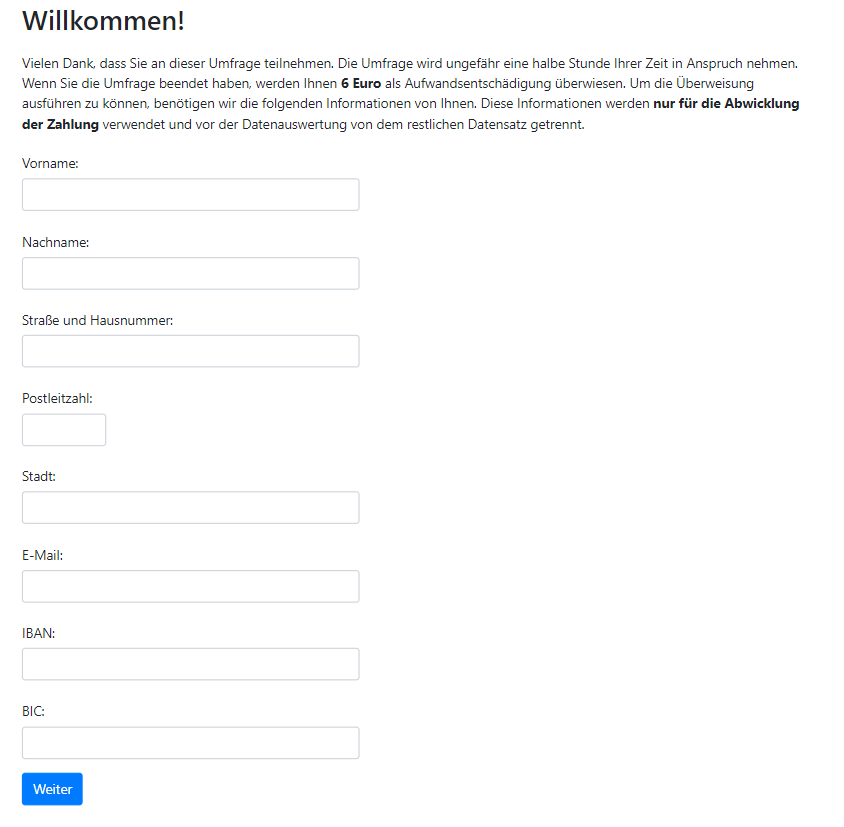 Willkommen!
Vielen Dank, dass Sie an dieser Umfrage teilnehmen. Die Umfrage wird ungefähr eine halbe Stunde Ihrer Zeit in Anspruch nehmen.
Wenn Sie die Umfrage beendet haben, werden Ihnen 6 Euro als Aufwandsentschädigung überwiesen. Um die Überweisung
ausführen zu können, benötigen wir die folgenden Informationen von Ihnen. Diese Informationen werden nur für die Abwicklung
der Zahlung verwendet und vor der Datenauswertung von dem restlichen Datensatz getrennt.
Vorname:
Nachname:
Straße und Hausnummer:
Postleitzahl:
Stadt:
E-Mail:
IBAN:
BIC:
Weiter